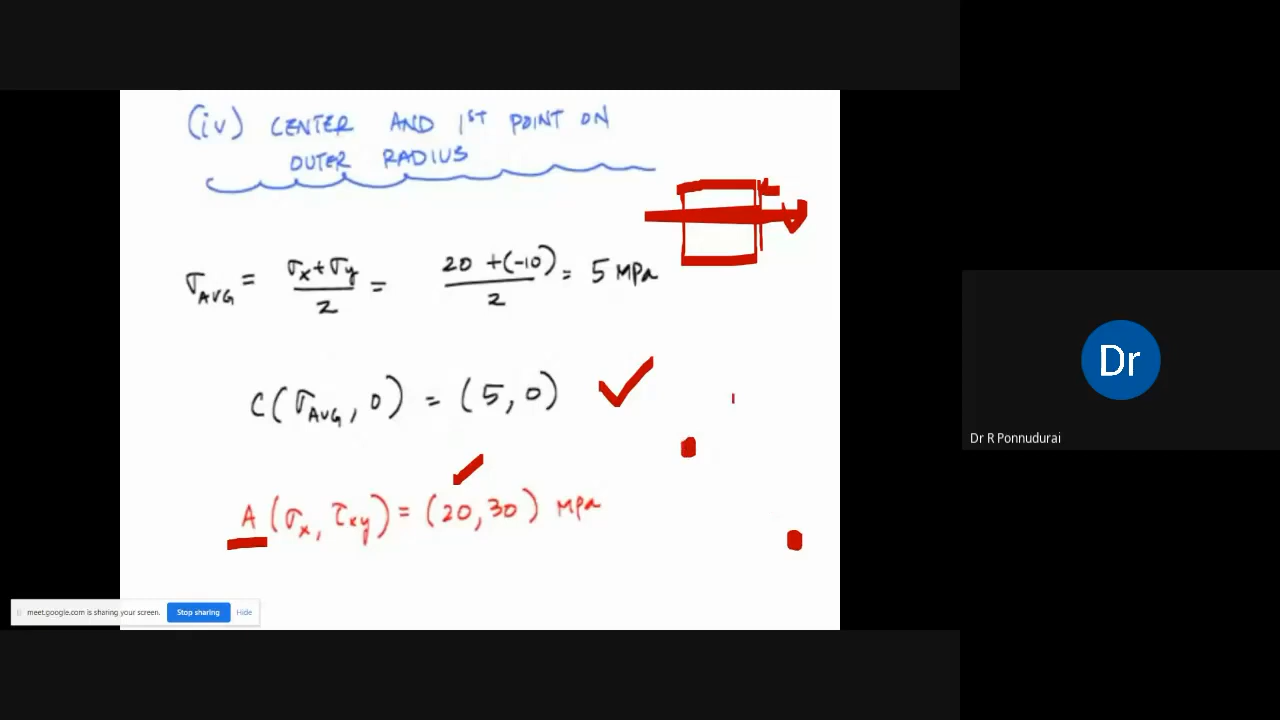 (iv) CENTER AND 1ST POINT ON
OUTER RADIUS
σAVG = σx+σy / 2 = 20 +(-10) / 2 = 5 MPa
C(σAVG, 0) = (5, 0)
A (σx, τxy) = (20, 30) MPa
Dr
Dr R Ponnudurai
meet.google.com is sharing your screen. Stop sharing Hide